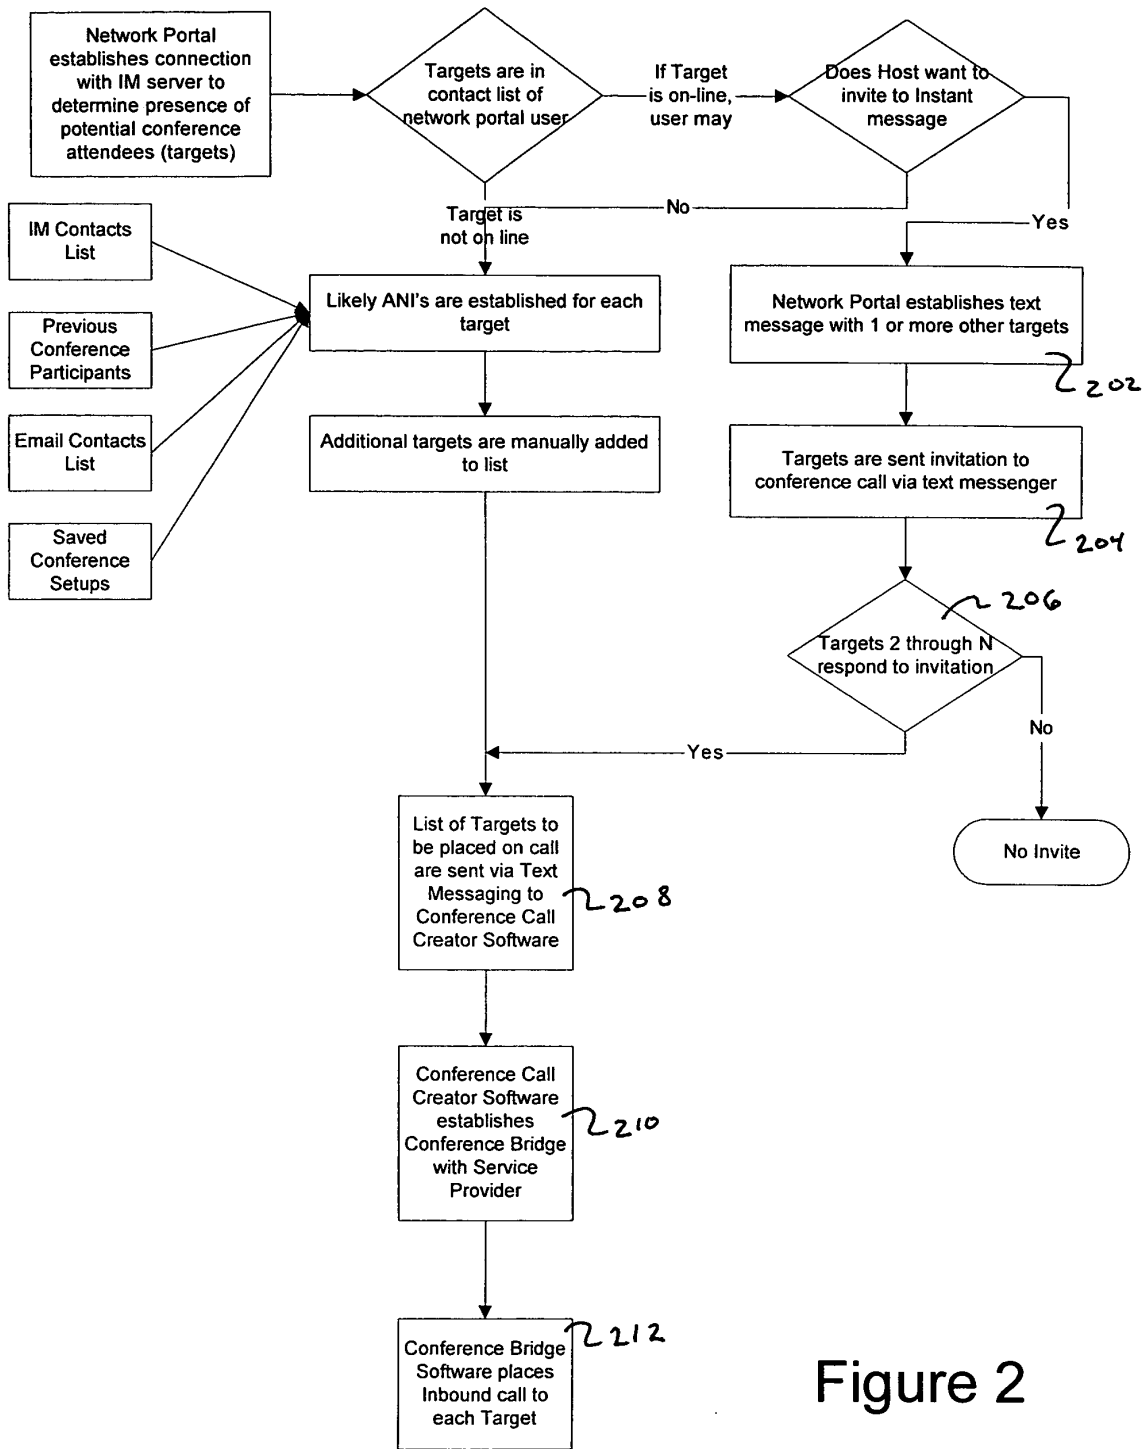 Network Portal
establishes connection
with IM server to
determine presence of
potential conference
attendees (targets)
Targets are in
contact list of
network portal user
If Target
is on-line,
user may
Does Host want to
invite to Instant
message
No
Yes
Target is
not on line
IM Contacts
List
Previous
Conference
Participants
Email Contacts
List
Saved
Conference
Setups
Likely ANI's are established for each
target
Additional targets are manually added
to list
Network Portal establishes text
message with 1 or more other targets
202
Targets are sent invitation to
conference call via text messenger
204
206
Targets 2 through N
respond to invitation
No
Yes
No Invite
List of Targets to
be placed on call
are sent via Text
Messaging to
Conference Call
Creator Software
208
Conference Call
Creator Software
establishes
Conference Bridge
with Service
Provider
210
212
Conference Bridge
Software places
Inbound call to
each Target
Figure 2